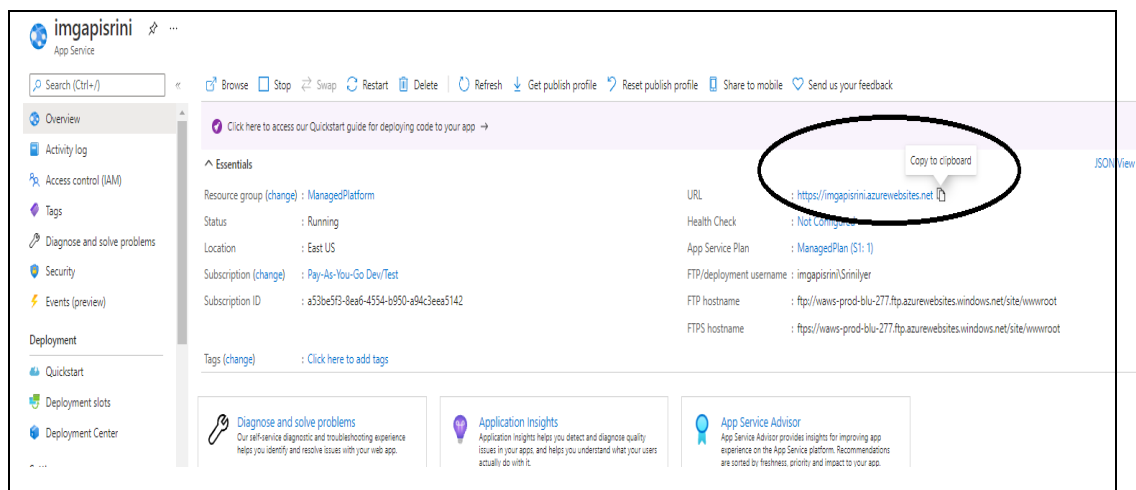 imgapisrini
App Service
Search (Ctrl+/)
Browse Stop Swap Restart Delete Refresh Get publish profile Reset publish profile Share to mobile Send us your feedback
Overview
Activity log
Access control (IAM)
Tags
Diagnose and solve problems
Security
Events (preview)
Deployment
Quickstart
Deployment slots
Deployment Center
Click here to access our Quickstart guide for deploying code to your app →
Essentials
JSON View
Copy to clipboard
Resource group (change) : ManagedPlatform
Status : Running
Location : East US
Subscription (change) : Pay-As-You-Go Dev/Test
Subscription ID : a53be5f3-8ea6-4554-b950-a94c3eea5142
URL : https://imgapisrini.azurewebsites.net
Health Check : Not Configured
App Service Plan : ManagedPlan (S1: 1)
FTP/deployment username : imgapisrini\SriniIyer
FTP hostname : ftp://waws-prod-blu-277.ftp.azurewebsites.windows.net/site/wwwroot
FTPS hostname : ftps://waws-prod-blu-277.ftp.azurewebsites.windows.net/site/wwwroot
Tags (change) : Click here to add tags
Diagnose and solve problems
Our self-service diagnostic and troubleshooting experience
helps you identify and resolve issues with your web app.
Application Insights
Application Insights helps you detect and diagnose quality
issues in your apps, and helps you understand what your users
actually do with it.
App Service Advisor
App Service Advisor provides insights for improving app
experience on the App Service platform. Recommendations
are sorted by freshness, priority and impact to your app.